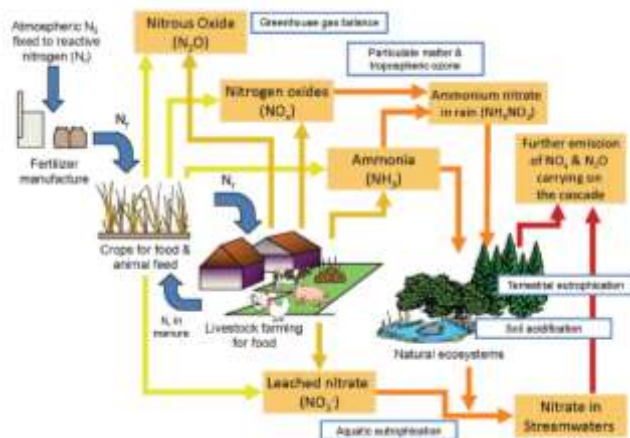 Atmospheric N2
fixed to reactive
nitrogen (Nr)
Nitrous Oxide
(N2O)
Greenhouse gas balance
Particulate matter &
tropospheric ozone
Nitrogen oxides
(NOx)
Ammonium nitrate
in rain (NH4NO3)
Nr
Fertilizer
manufacture
Ammonia
(NH3)
Further emission
of NOx & N2O
carrying on
the cascade
Nr
Crops for food &
animal feed
Terrestrial eutrophication
Soil acidification
Nr in
manure
Livestock farming
for food
Natural ecosystems
Leached nitrate
(NO3-)
Nitrate in
Streamwaters
Aquatic eutrophication